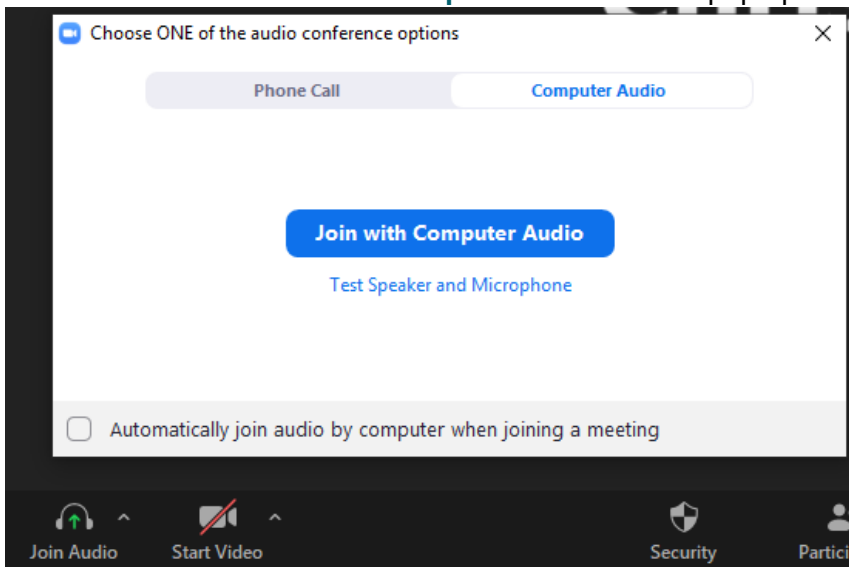 Choose ONE of the audio conference options
Phone Call Computer Audio
Join with Computer Audio
Test Speaker and Microphone
Automatically join audio by computer when joining a meeting
Join Audio Start Video Security Partici